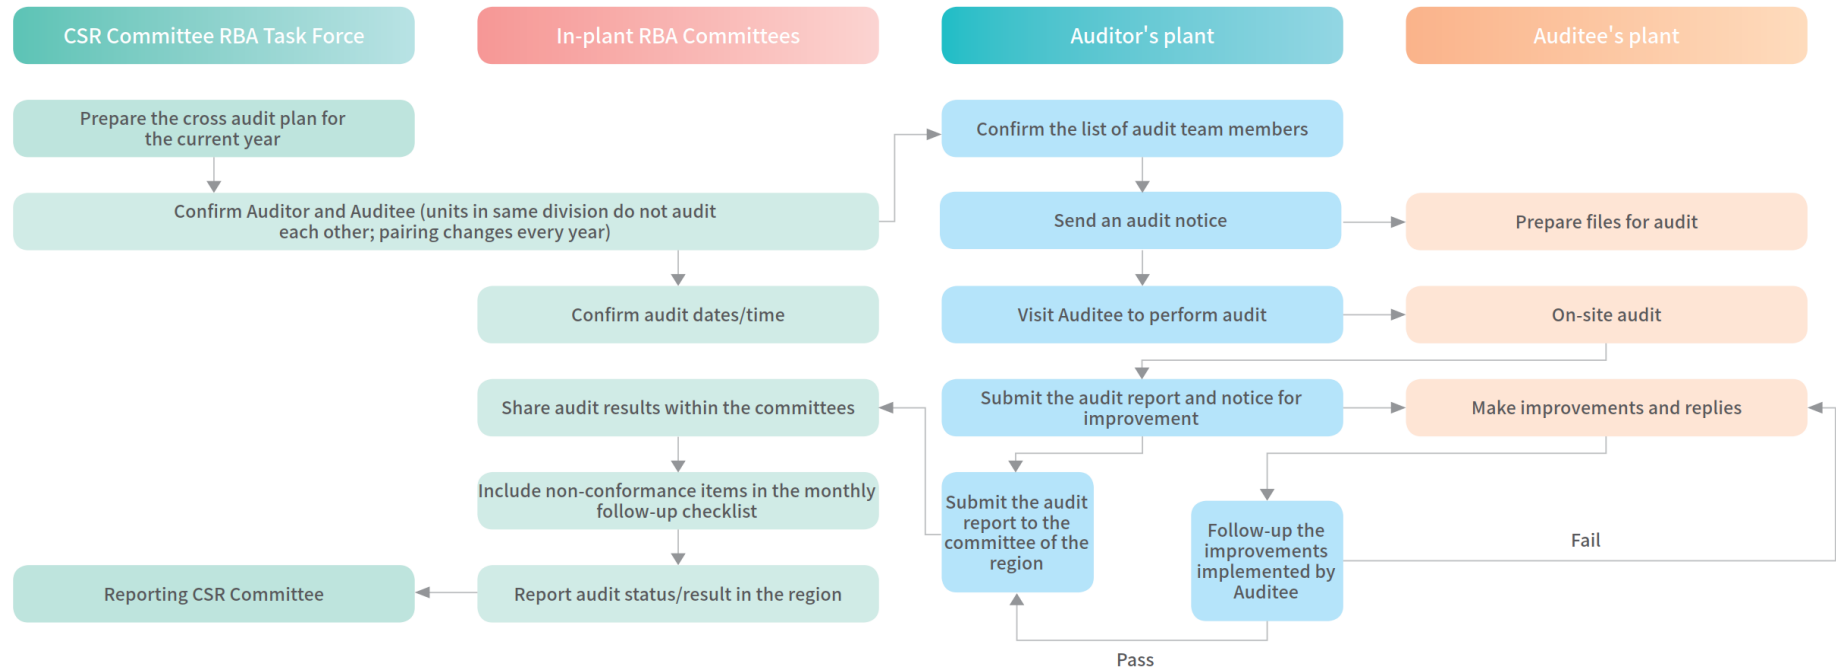 CSR Committee RBA Task Force
In-plant RBA Committees
Auditor's plant
Auditee's plant
Prepare the cross audit plan for
the current year
Confirm the list of audit team members
Confirm Auditor and Auditee (units in same division do not audit
each other; pairing changes every year)
Send an audit notice
Prepare files for audit
Confirm audit dates/time
Visit Auditee to perform audit
On-site audit
Share audit results within the committees
Submit the audit report and notice for
improvement
Make improvements and replies
Include non-conformance items in the monthly
follow-up checklist
Submit the audit
report to the
committee of the
region
Follow-up the
improvements
implemented by
Auditee
Fail
Reporting CSR Committee
Report audit status/result in the region
Pass